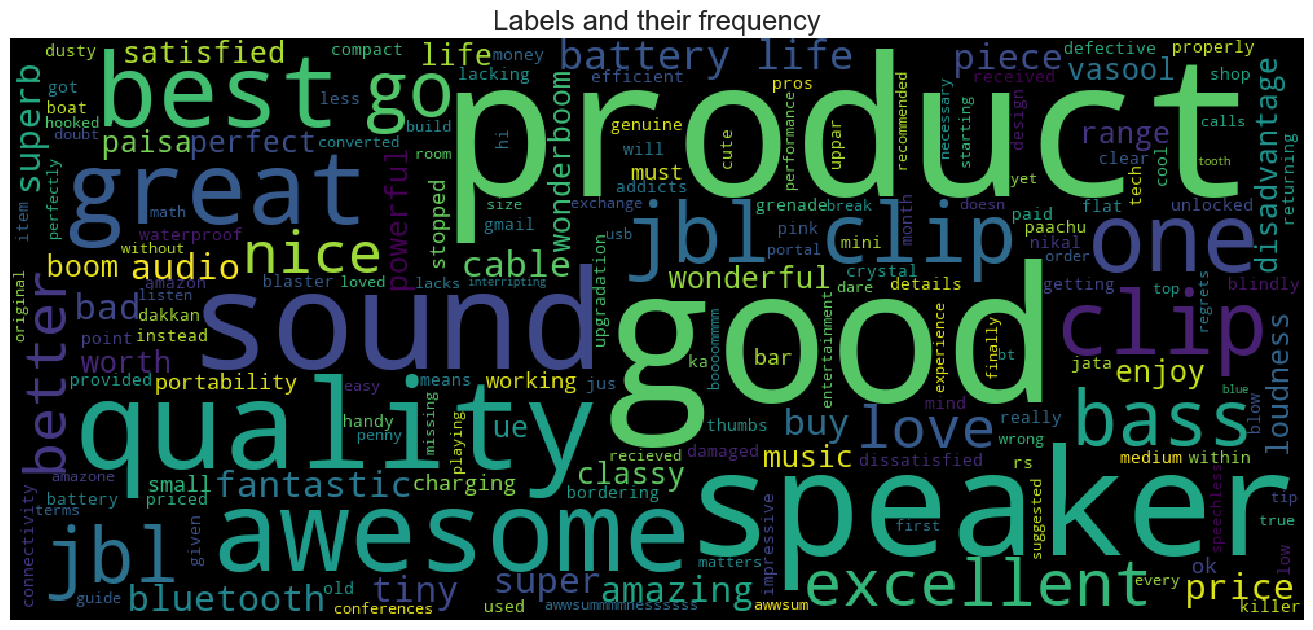 Labels and their frequency
dusty satisfied compact life money battery life piece defective properly
got superb best go lacking efficient pros received vasool shop disadvantage
boat less wonderboom product
hooked build genuine cute performance uppar recommended necessary starting design range calls
doubt paisa perfect converted room hi will clear cool tooth
item perfectly great powerful stopped must addicts yet tech returning
math size exchange grenade break month doesn flat unlocked
waterproof gmail usb pink mini paid paachu
without nice cable jbl clip portal nikal one
boom audio wonderful crystal order
original amazon blaster loved lacks interripting upgradation dare details getting top regrets blindly
bad listen sound good clip
better point dakkan instead boooommmm entertainment experience finally bt loudness
worth ka bar jata enjoy
provided portability easy means working jus mind blue
quality handy missing playing ue thumbs buy love really bass blow
penny recieved damaged music dissatisfied wrong medium within
amazone small fantastic charging classy rs
connectivity battery priced bordering impressive speaker suggested speechless tip
terms given awesome first true
jbl matters low
guide bluetooth old tiny super amazing excellent ok every price
conferences used awwsummmmnesssss awwsum killer